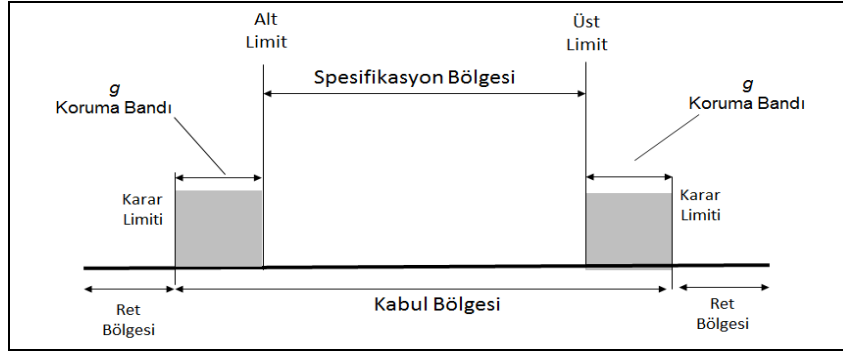 Alt
Limit
Üst
Limit
Spesifikasyon Bölgesi
g
Koruma Bandı
g
Koruma Bandı
Karar
Limiti
Karar
Limiti
Ret
Bölgesi
Kabul Bölgesi
Ret
Bölgesi